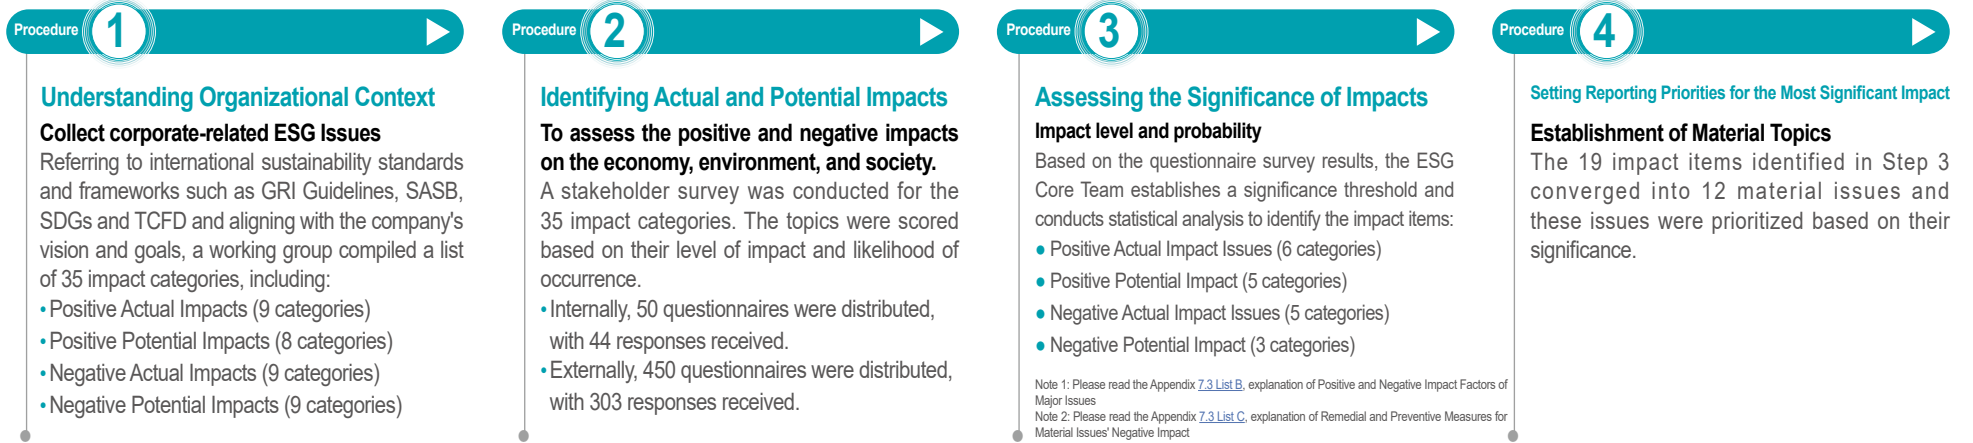 Procedure 1
Understanding Organizational Context
Collect corporate-related ESG Issues
Referring to international sustainability standards
and frameworks such as GRI Guidelines, SASB,
SDGs and TCFD and aligning with the company's
vision and goals, a working group compiled a list
of 35 impact categories, including:
• Positive Actual Impacts (9 categories)
• Positive Potential Impacts (8 categories)
• Negative Actual Impacts (9 categories)
• Negative Potential Impacts (9 categories)
Procedure 2
Identifying Actual and Potential Impacts
To assess the positive and negative impacts
on the economy, environment, and society.
A stakeholder survey was conducted for the
35 impact categories. The topics were scored
based on their level of impact and likelihood of
occurrence.
• Internally, 50 questionnaires were distributed,
with 44 responses received.
• Externally, 450 questionnaires were distributed,
with 303 responses received.
Procedure 3
Assessing the Significance of Impacts
Impact level and probability
Based on the questionnaire survey results, the ESG
Core Team establishes a significance threshold and
conducts statistical analysis to identify the impact items:
• Positive Actual Impact Issues (6 categories)
• Positive Potential Impact (5 categories)
• Negative Actual Impact Issues (5 categories)
• Negative Potential Impact (3 categories)
Note 1: Please read the Appendix 7.3 List B, explanation of Positive and Negative Impact Factors of
Major Issues
Note 2: Please read the Appendix 7.3 List C, explanation of Remedial and Preventive Measures for
Material Issues' Negative Impact
Procedure 4
Setting Reporting Priorities for the Most Significant Impact
Establishment of Material Topics
The 19 impact items identified in Step 3
converged into 12 material issues and
these issues were prioritized based on their
significance.